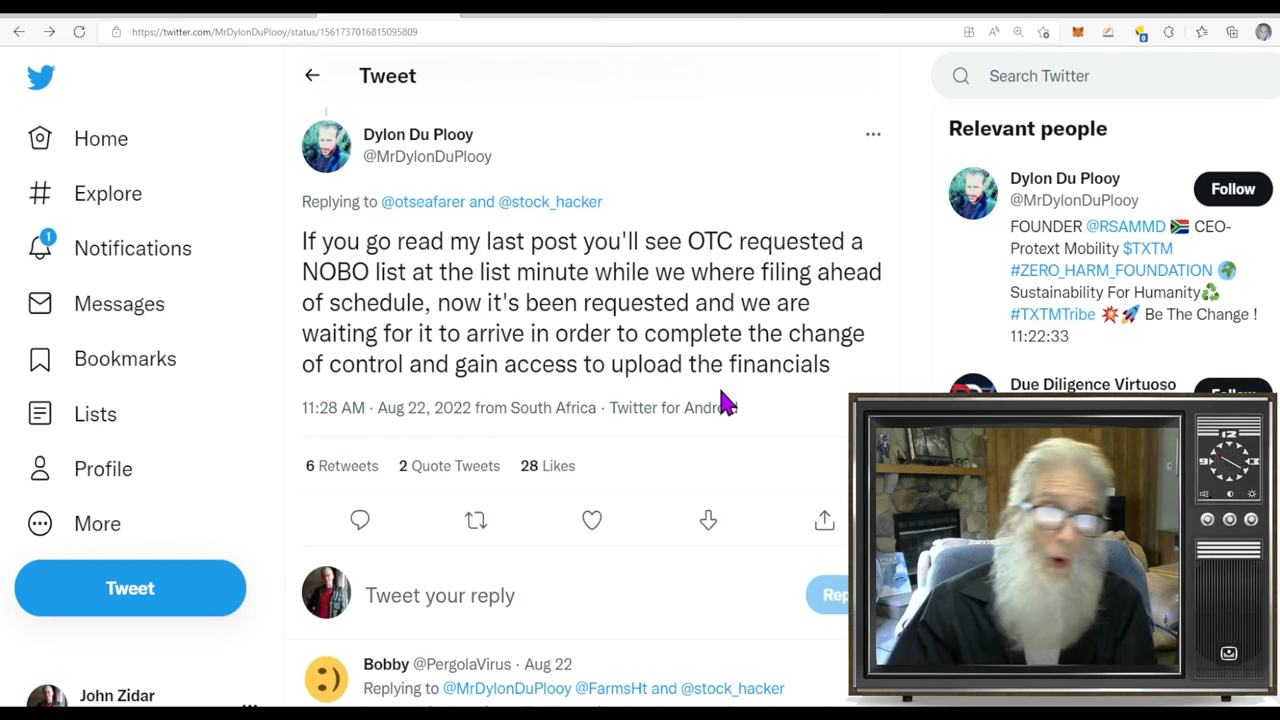 https://twitter.com/MrDylonDuPlooy/status/1561737016815095809
Home
Explore
1
Notifications
Messages
Bookmarks
Lists
Profile
More
Tweet
John Zidar
Tweet
Dylon Du Plooy
@MrDylonDuPlooy
Replying to @otseafarer and @stock_hacker
If you go read my last post you'll see OTC requested a
NOBO list at the list minute while we where filing ahead
of schedule, now it's been requested and we are
waiting for it to arrive in order to complete the change
of control and gain access to upload the financials
11:28 AM · Aug 22, 2022 from South Africa · Twitter for Andro
6 Retweets 2 Quote Tweets 28 Likes
Tweet your reply
Rep
Bobby @PergolaVirus · Aug 22
Replying to @MrDylonDuPlooy @FarmsHt and @stock_hacker
Search Twitter
Relevant people
Dylon Du Plooy
@MrDylonDuPlooy
Follow
FOUNDER @RSAMMD 🇿🇦 CEO-
Protext Mobility $TXTM
#ZERO_HARM_FOUNDATION 🌍
Sustainability For Humanity♻️
#TXTMTribe 💥🚀 Be The Change !
11:22:33
Due Diligence Virtuoso
12
9
3